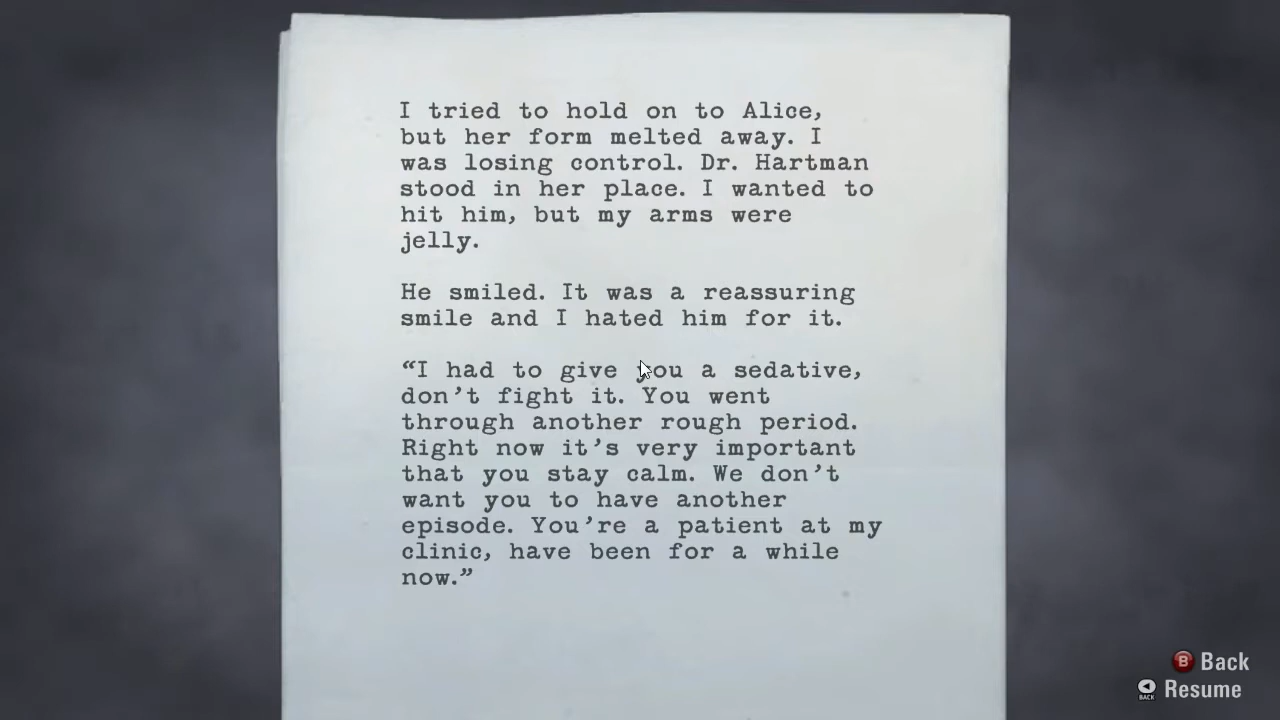 I tried to hold on to Alice,
but her form melted away. I
was losing control. Dr. Hartman
stood in her place. I wanted to
hit him, but my arms were
jelly.
He smiled. It was a reassuring
smile and I hated him for it.
“I had to give you a sedative,
don’t fight it. You went
through another rough period.
Right now it’s very important
that you stay calm. We don’t
want you to have another
episode. You’re a patient at my
clinic, have been for a while
now.”
B Back
BACK Resume